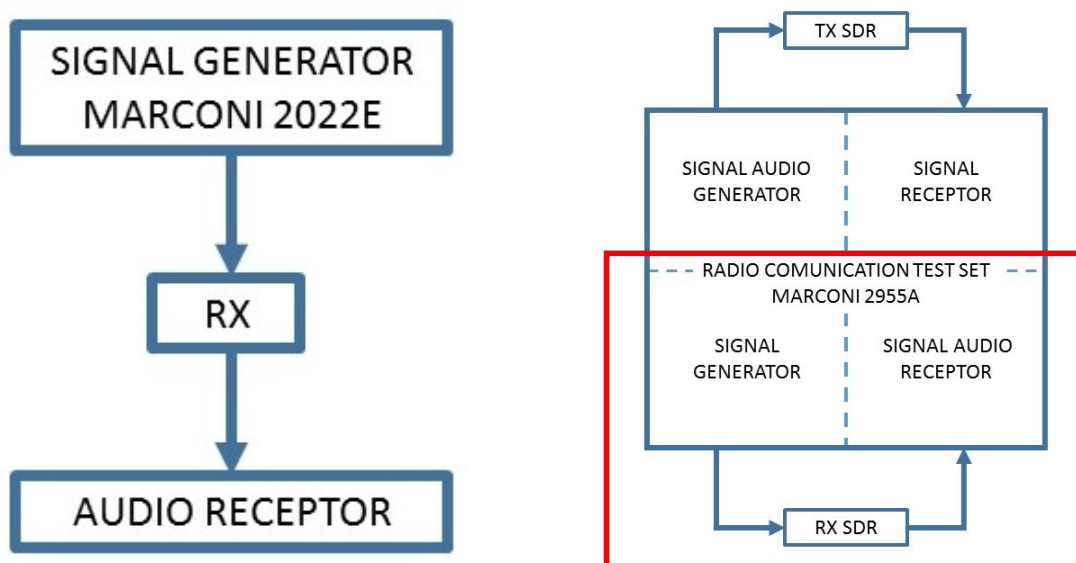 SIGNAL GENERATOR
MARCONI 2022E
RX
AUDIO RECEPTOR
TX SDR
SIGNAL AUDIO
GENERATOR
SIGNAL
RECEPTOR
RADIO COMUNICATION TEST SET
MARCONI 2955A
SIGNAL
GENERATOR
SIGNAL AUDIO
RECEPTOR
RX SDR